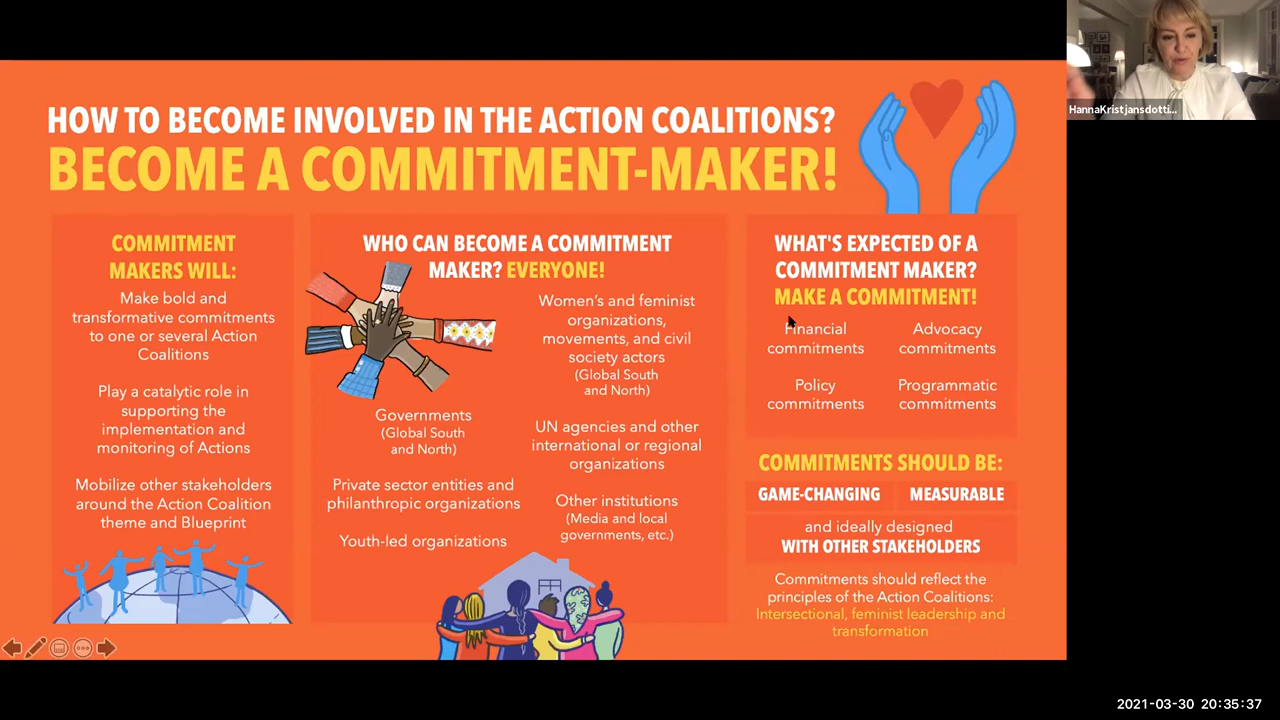 HOW TO BECOME INVOLVED IN THE ACTION COALITIONS?
BECOME A COMMITMENT-MAKER!
COMMITMENT
MAKERS WILL:
Make bold and
transformative commitments
to one or several Action
Coalitions
Play a catalytic role in
supporting the
implementation and
monitoring of Actions
Mobilize other stakeholders
around the Action Coalition
theme and Blueprint
WHO CAN BECOME A COMMITMENT
MAKER? EVERYONE!
Governments
(Global South
and North)
Private sector entities and
philanthropic organizations
Youth-led organizations
Women's and feminist
organizations,
movements, and civil
society actors
(Global South
and North)
UN agencies and other
international or regional
organizations
Other institutions
(Media and local
governments, etc.)
WHAT'S EXPECTED OF A
COMMITMENT MAKER?
MAKE A COMMITMENT!
Financial
commitments
Advocacy
commitments
Policy
commitments
Programmatic
commitments
COMMITMENTS SHOULD BE:
GAME-CHANGING
MEASURABLE
and ideally designed
WITH OTHER STAKEHOLDERS
Commitments should reflect the
principles of the Action Coalitions:
Intersectional, feminist leadership and
transformation
HannaKristjansdotti...
2021-03-30 20:35:37